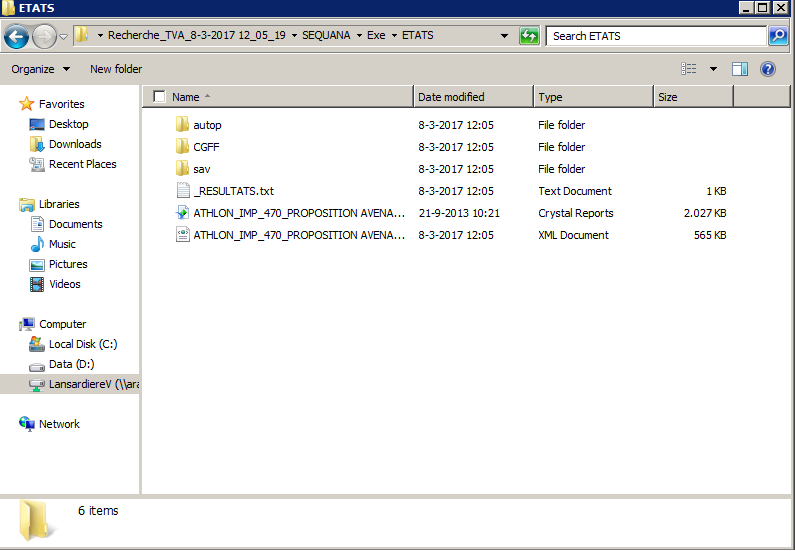 ETATS
Recherche_TVA_8-3-2017 12_05_19 SEQUANA Exe ETATS
Search ETATS
Organize New folder
Name Date modified Type Size
autop 8-3-2017 12:05 File folder
CGFF 8-3-2017 12:05 File folder
sav 8-3-2017 12:05 File folder
_RESULTATS.txt 8-3-2017 12:05 Text Document 1 KB
ATHLON_IMP_470_PROPOSITION AVENA... 21-9-2013 10:21 Crystal Reports 2.027 KB
ATHLON_IMP_470_PROPOSITION AVENA... 8-3-2017 12:05 XML Document 565 KB
Favorites
Desktop
Downloads
Recent Places
Libraries
Documents
Music
Pictures
Videos
Computer
Local Disk (C:)
Data (D:)
LansardiereV (\\ara
Network
6 items